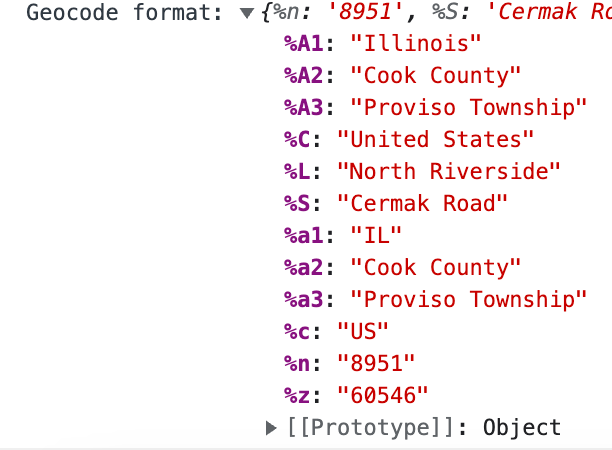 Geocode format: ▼{%n: '8951', %S: 'Cermak Ro
%A1: "Illinois"
%A2: "Cook County"
%A3: "Proviso Township"
%C: "United States"
%L: "North Riverside"
%S: "Cermak Road"
%a1: "IL"
%a2: "Cook County"
%a3: "Proviso Township"
%c: "US"
%n: "8951"
%z: "60546"
▶[[Prototype]]: Object